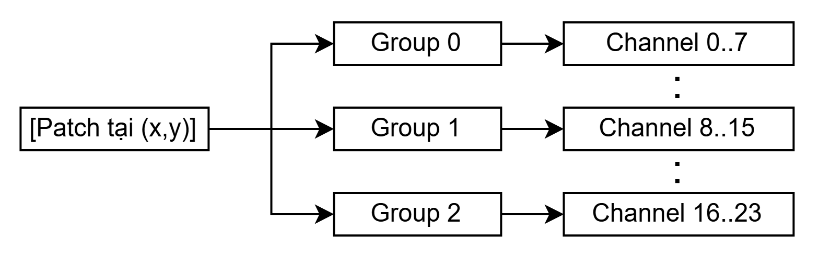 Group 0
Channel 0..7
[Patch tại (x,y)]
Group 1
Channel 8..15
Group 2
Channel 16..23